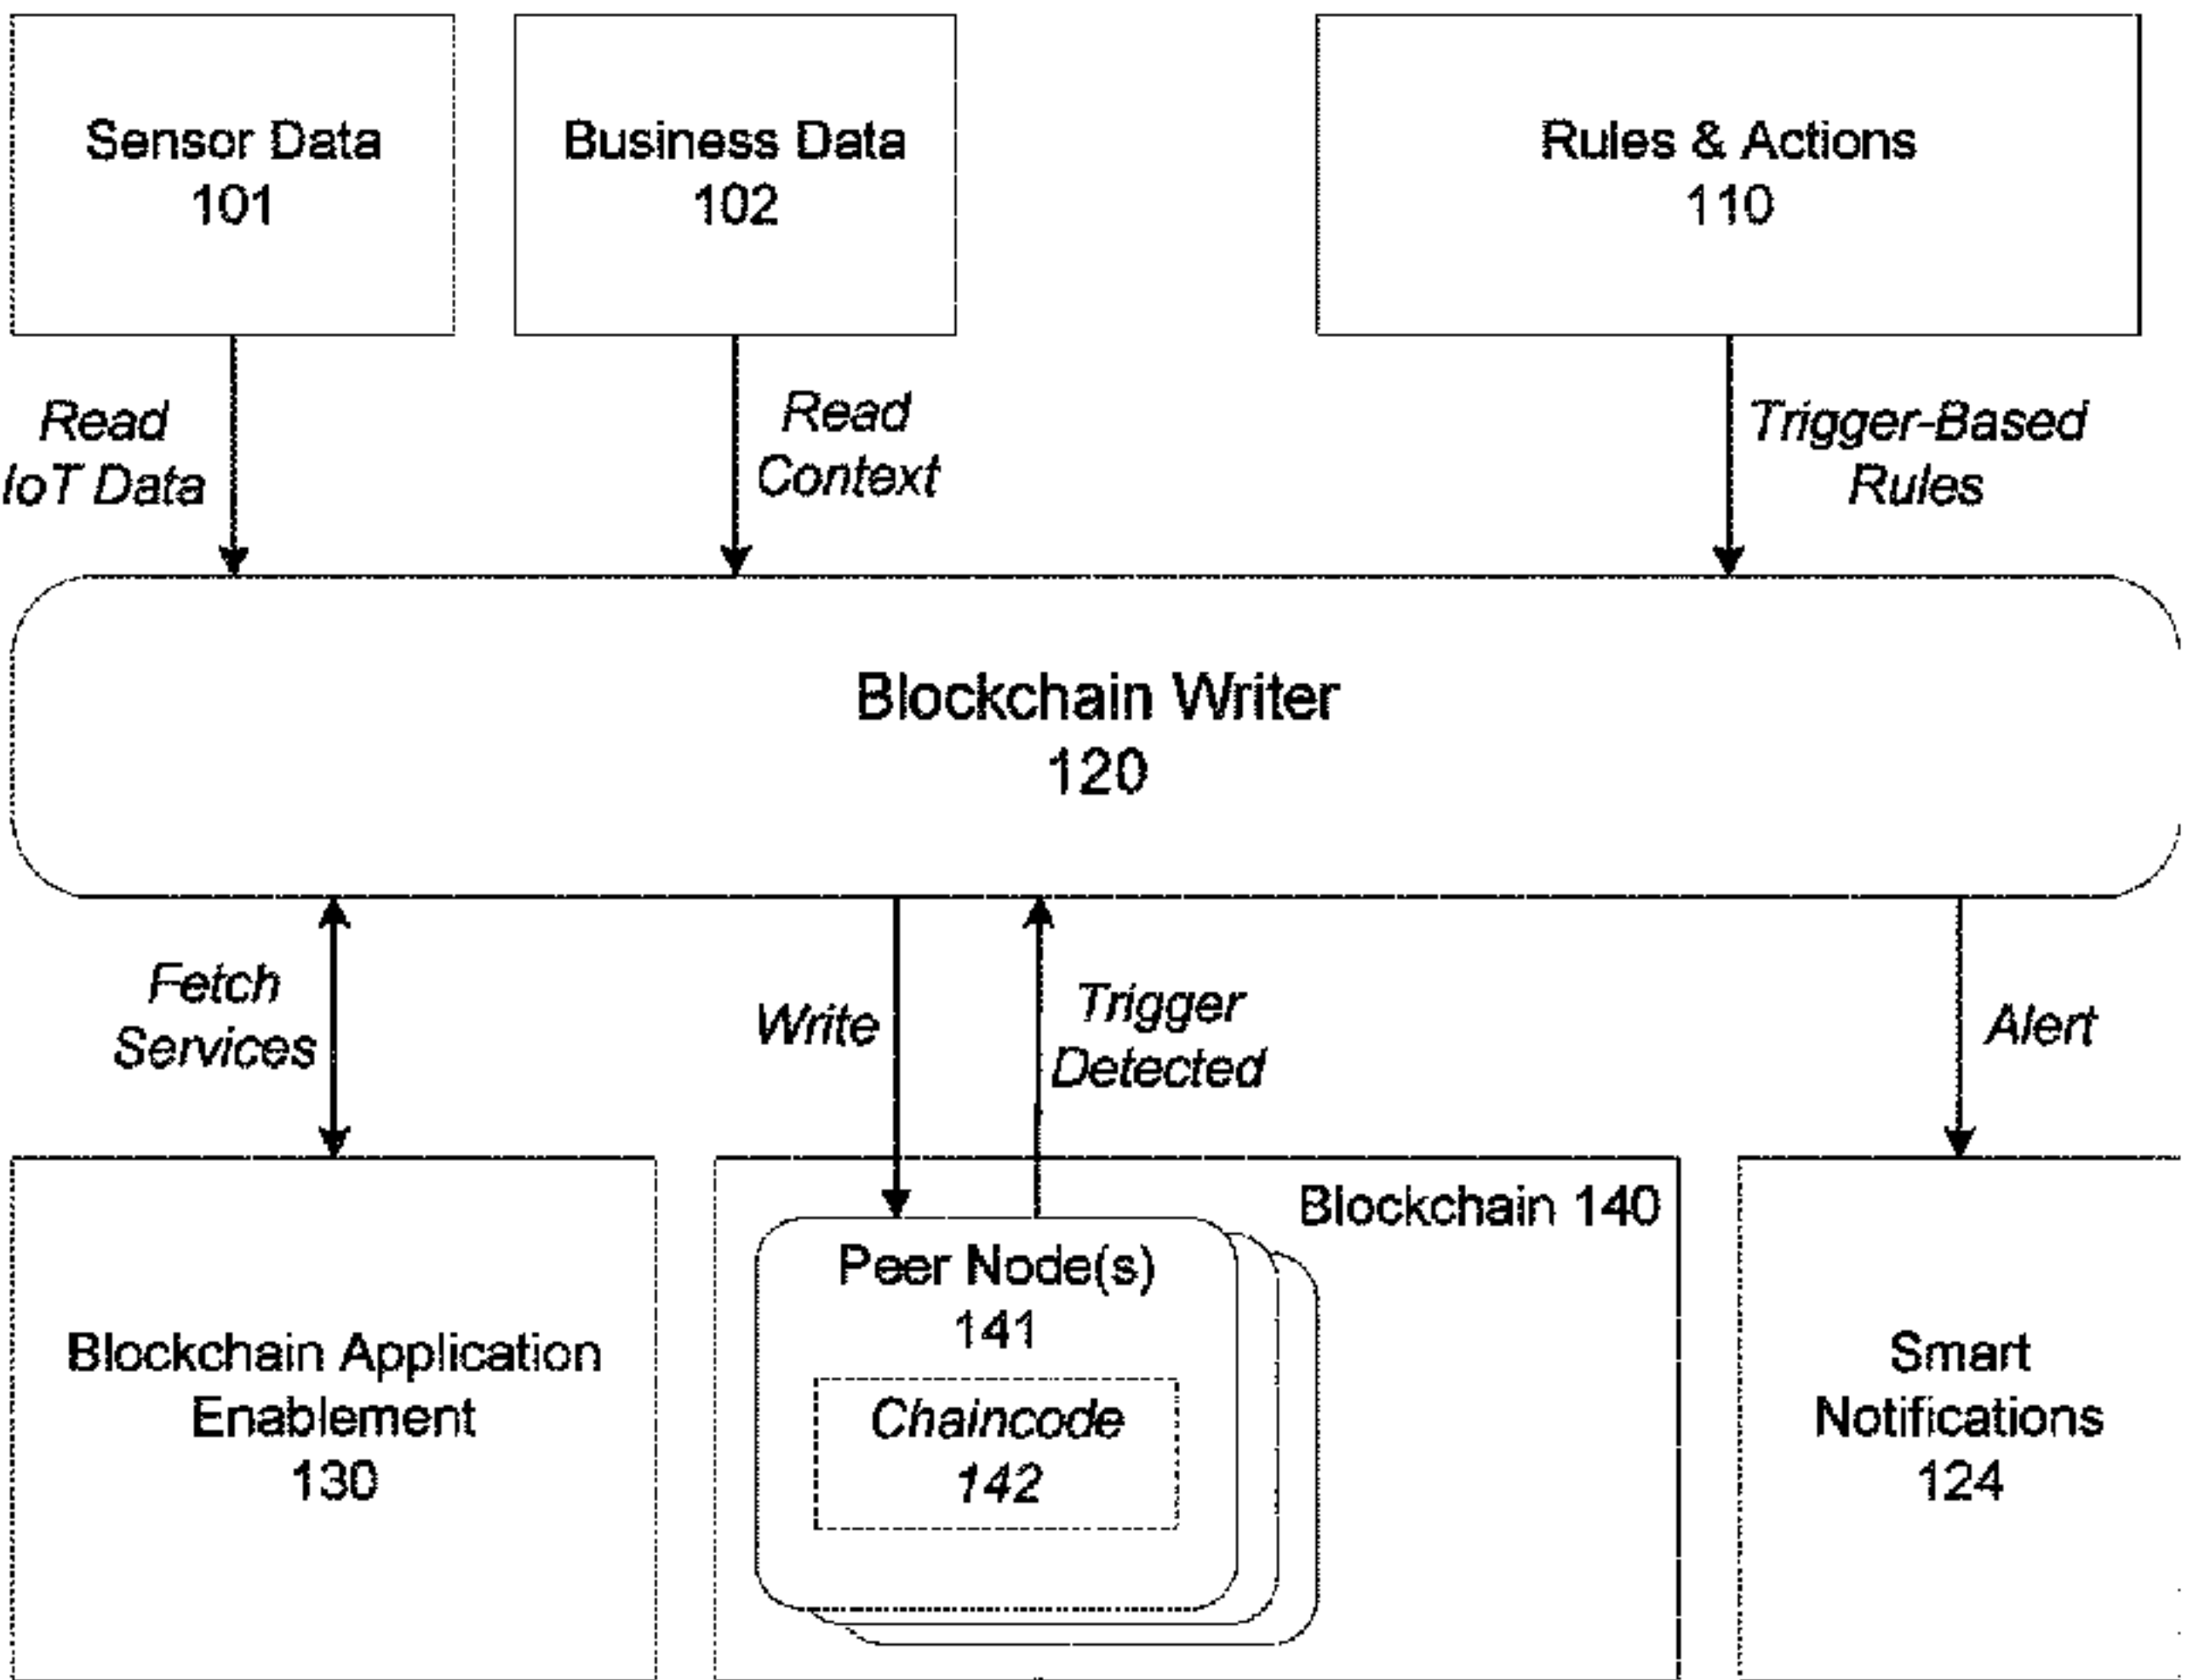 Sensor Data
101
Business Data
102
Rules & Actions
110
Read
IoT Data
Read
Context
Trigger-Based
Rules
Blockchain Writer
120
Fetch
Services
Write
Trigger
Detected
Alert
Blockchain Application
Enablement
130
Blockchain 140
Peer Node(s)
141
Chaincode
142
Smart
Notifications
124